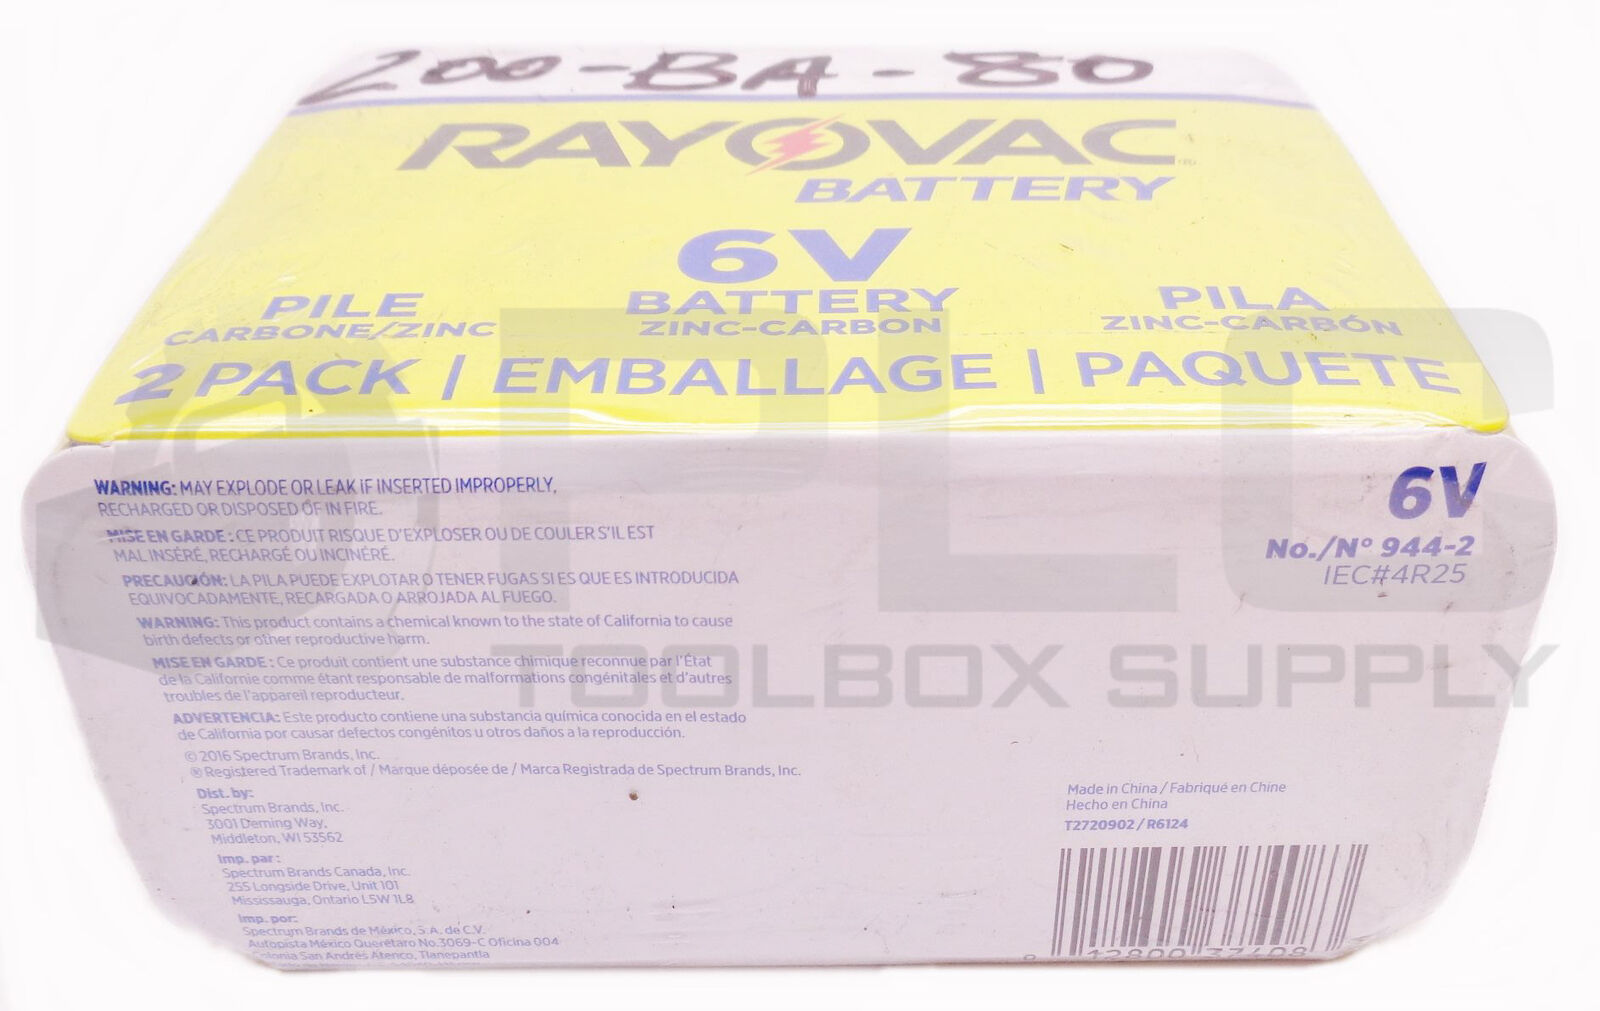 200-BA-80
RAYOVAC®
BATTERY
6V
BATTERY
ZINC-CARBON
PILE
CARBONE/ZINC
PILA
ZINC-CARBÓN
2 PACK | EMBALLAGE | PAQUETE
WARNING: MAY EXPLODE OR LEAK IF INSERTED IMPROPERLY,
RECHARGED OR DISPOSED OF IN FIRE.
MISE EN GARDE : CE PRODUIT RISQUE D'EXPLOSER OU DE COULER S'IL EST
MAL INSÉRÉ, RECHARGÉ OU INCINÉRÉ.
PRECAUCIÓN: LA PILA PUEDE EXPLOTAR O TENER FUGAS SI ES QUE ES INTRODUCIDA
EQUIVOCADAMENTE, RECARGADA O ARROJADA AL FUEGO.
WARNING: This product contains a chemical known to the state of California to cause
birth defects or other reproductive harm.
MISE EN GARDE : Ce produit contient une substance chimique reconnue par l'État
de la Californie comme étant responsable de malformations congénitales et d'autres
troubles de l'appareil reproducteur.
ADVERTENCIA: Este producto contiene una substancia química conocida en el estado
de California por causar defectos congénitos u otros daños a la reproducción.
© 2016 Spectrum Brands, Inc.
® Registered Trademark of / Marque déposée de / Marca Registrada de Spectrum Brands, Inc.
Dist. by:
Spectrum Brands, Inc.
3001 Deming Way,
Middleton, WI 53562
Imp. par :
Spectrum Brands Canada, Inc.
255 Longside Drive, Unit 101
Mississauga, Ontario L5W 1L8
Imp. por:
Spectrum Brands de México, S.A. de C.V.
Autopista México Querétaro No.3069-C Oficina 004
Colonia San Andrés Atenco, Tlanepantla
6V
No./N° 944-2
IEC#4R25
Made in China / Fabriqué en Chine
Hecho en China
T2720902 / R6124
0 12800 37408
PLC
TOOLBOX SUPPLY